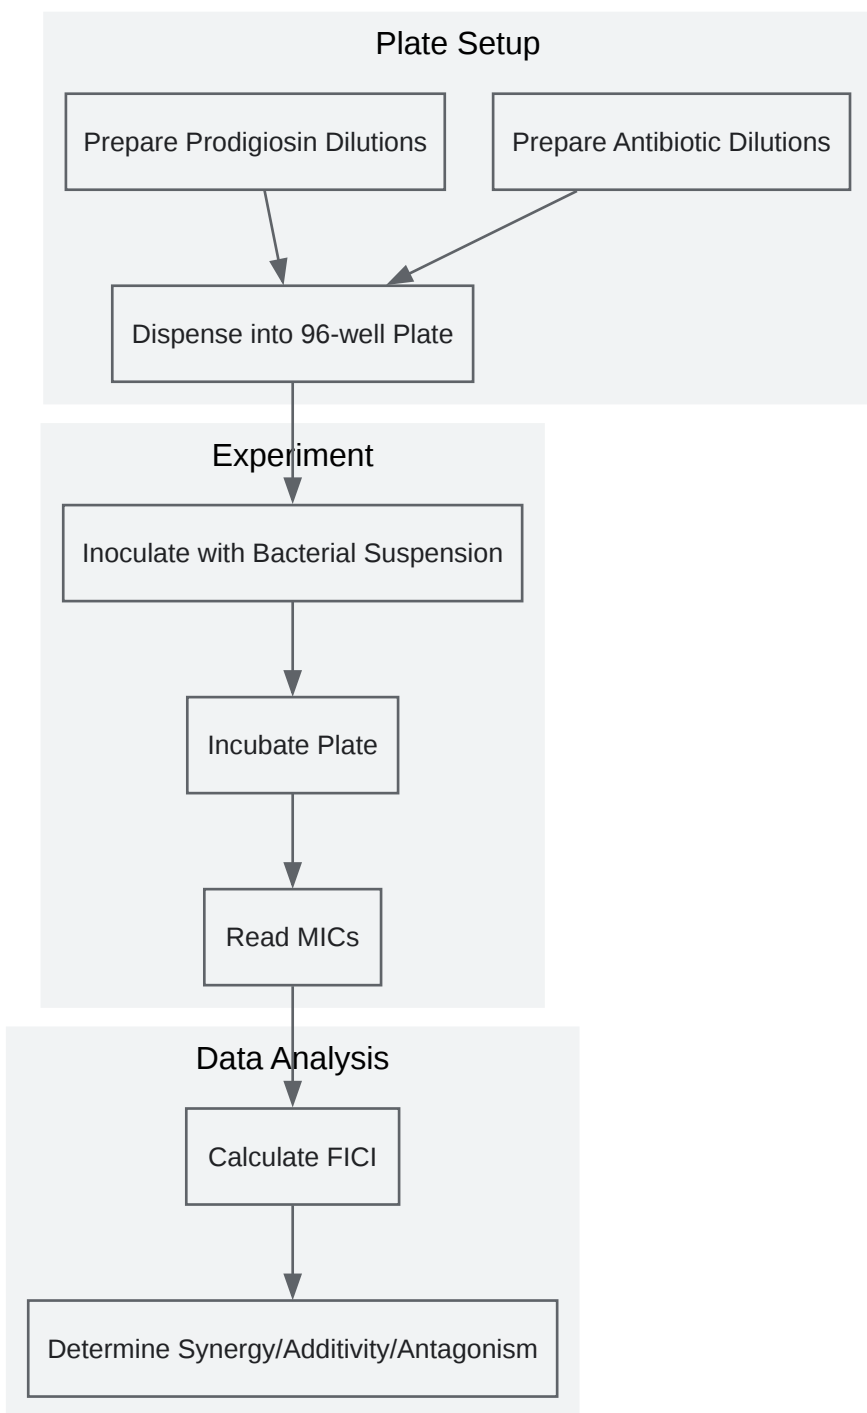 Plate Setup
Prepare Prodigiosin Dilutions
Prepare Antibiotic Dilutions
Dispense into 96-well Plate
Experiment
Inoculate with Bacterial Suspension
Incubate Plate
Read MICs
Data Analysis
Calculate FICI
Determine Synergy/Additivity/Antagonism